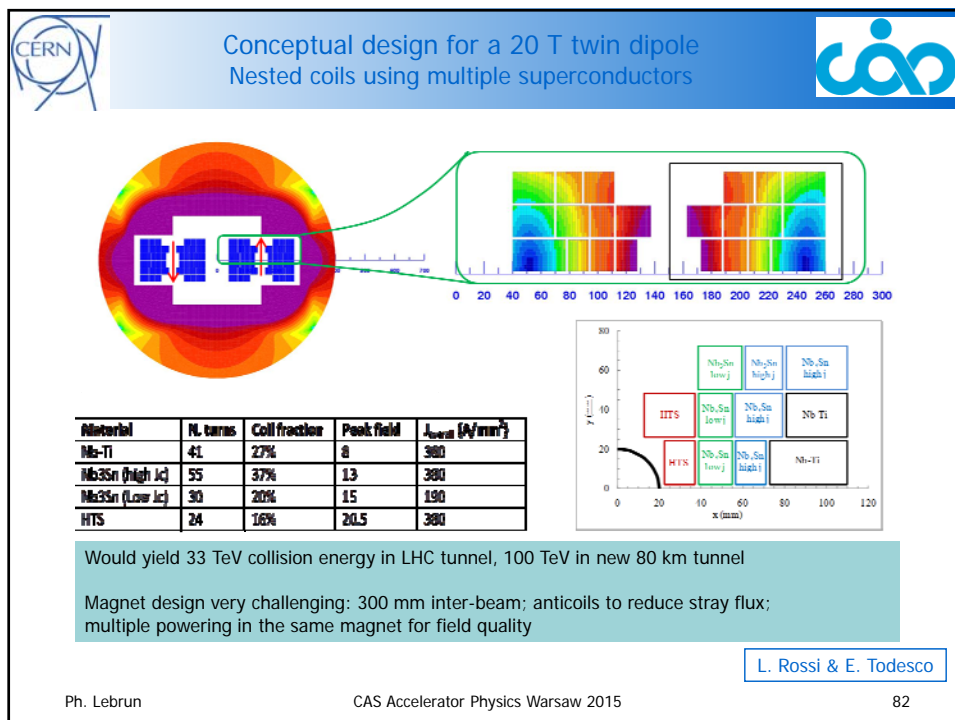 CERN
Conceptual design for a 20 T twin dipole
Nested coils using multiple superconductors
0 20 40 60 80 100 120 140 160 180 200 220 240 260 280 300
80
60
40
20
0
y (mm)
Nb3Sn low j
Nb3Sn high j
Nb3Sn high j
HTS
Nb3Sn low j
Nb3Sn high j
Nb-Ti
HTS
Nb3Sn low j
Nb3Sn high j
Nb-Ti
0 20 40 60 80 100 120
x (mm)
Material N. turns Coil fraction Peak field Joverall (A/mm2)
Nb-Ti 41 27% 8 380
Nb3Sn (high Jc) 55 37% 13 380
Nb3Sn (Low Jc) 30 20% 15 190
HTS 24 16% 20.5 380
Would yield 33 TeV collision energy in LHC tunnel, 100 TeV in new 80 km tunnel
Magnet design very challenging: 300 mm inter-beam; anticoils to reduce stray flux;
multiple powering in the same magnet for field quality
L. Rossi & E. Todesco
Ph. Lebrun CAS Accelerator Physics Warsaw 2015 82